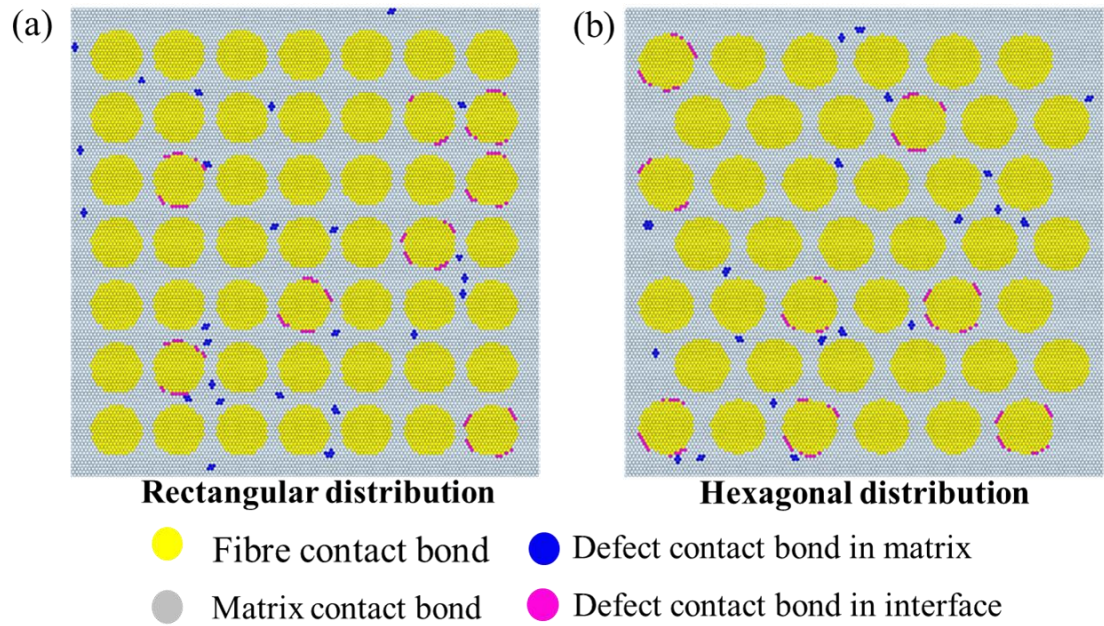 (a)
(b)
Rectangular distribution
Hexagonal distribution
Fibre contact bond
Defect contact bond in matrix
Matrix contact bond
Defect contact bond in interface